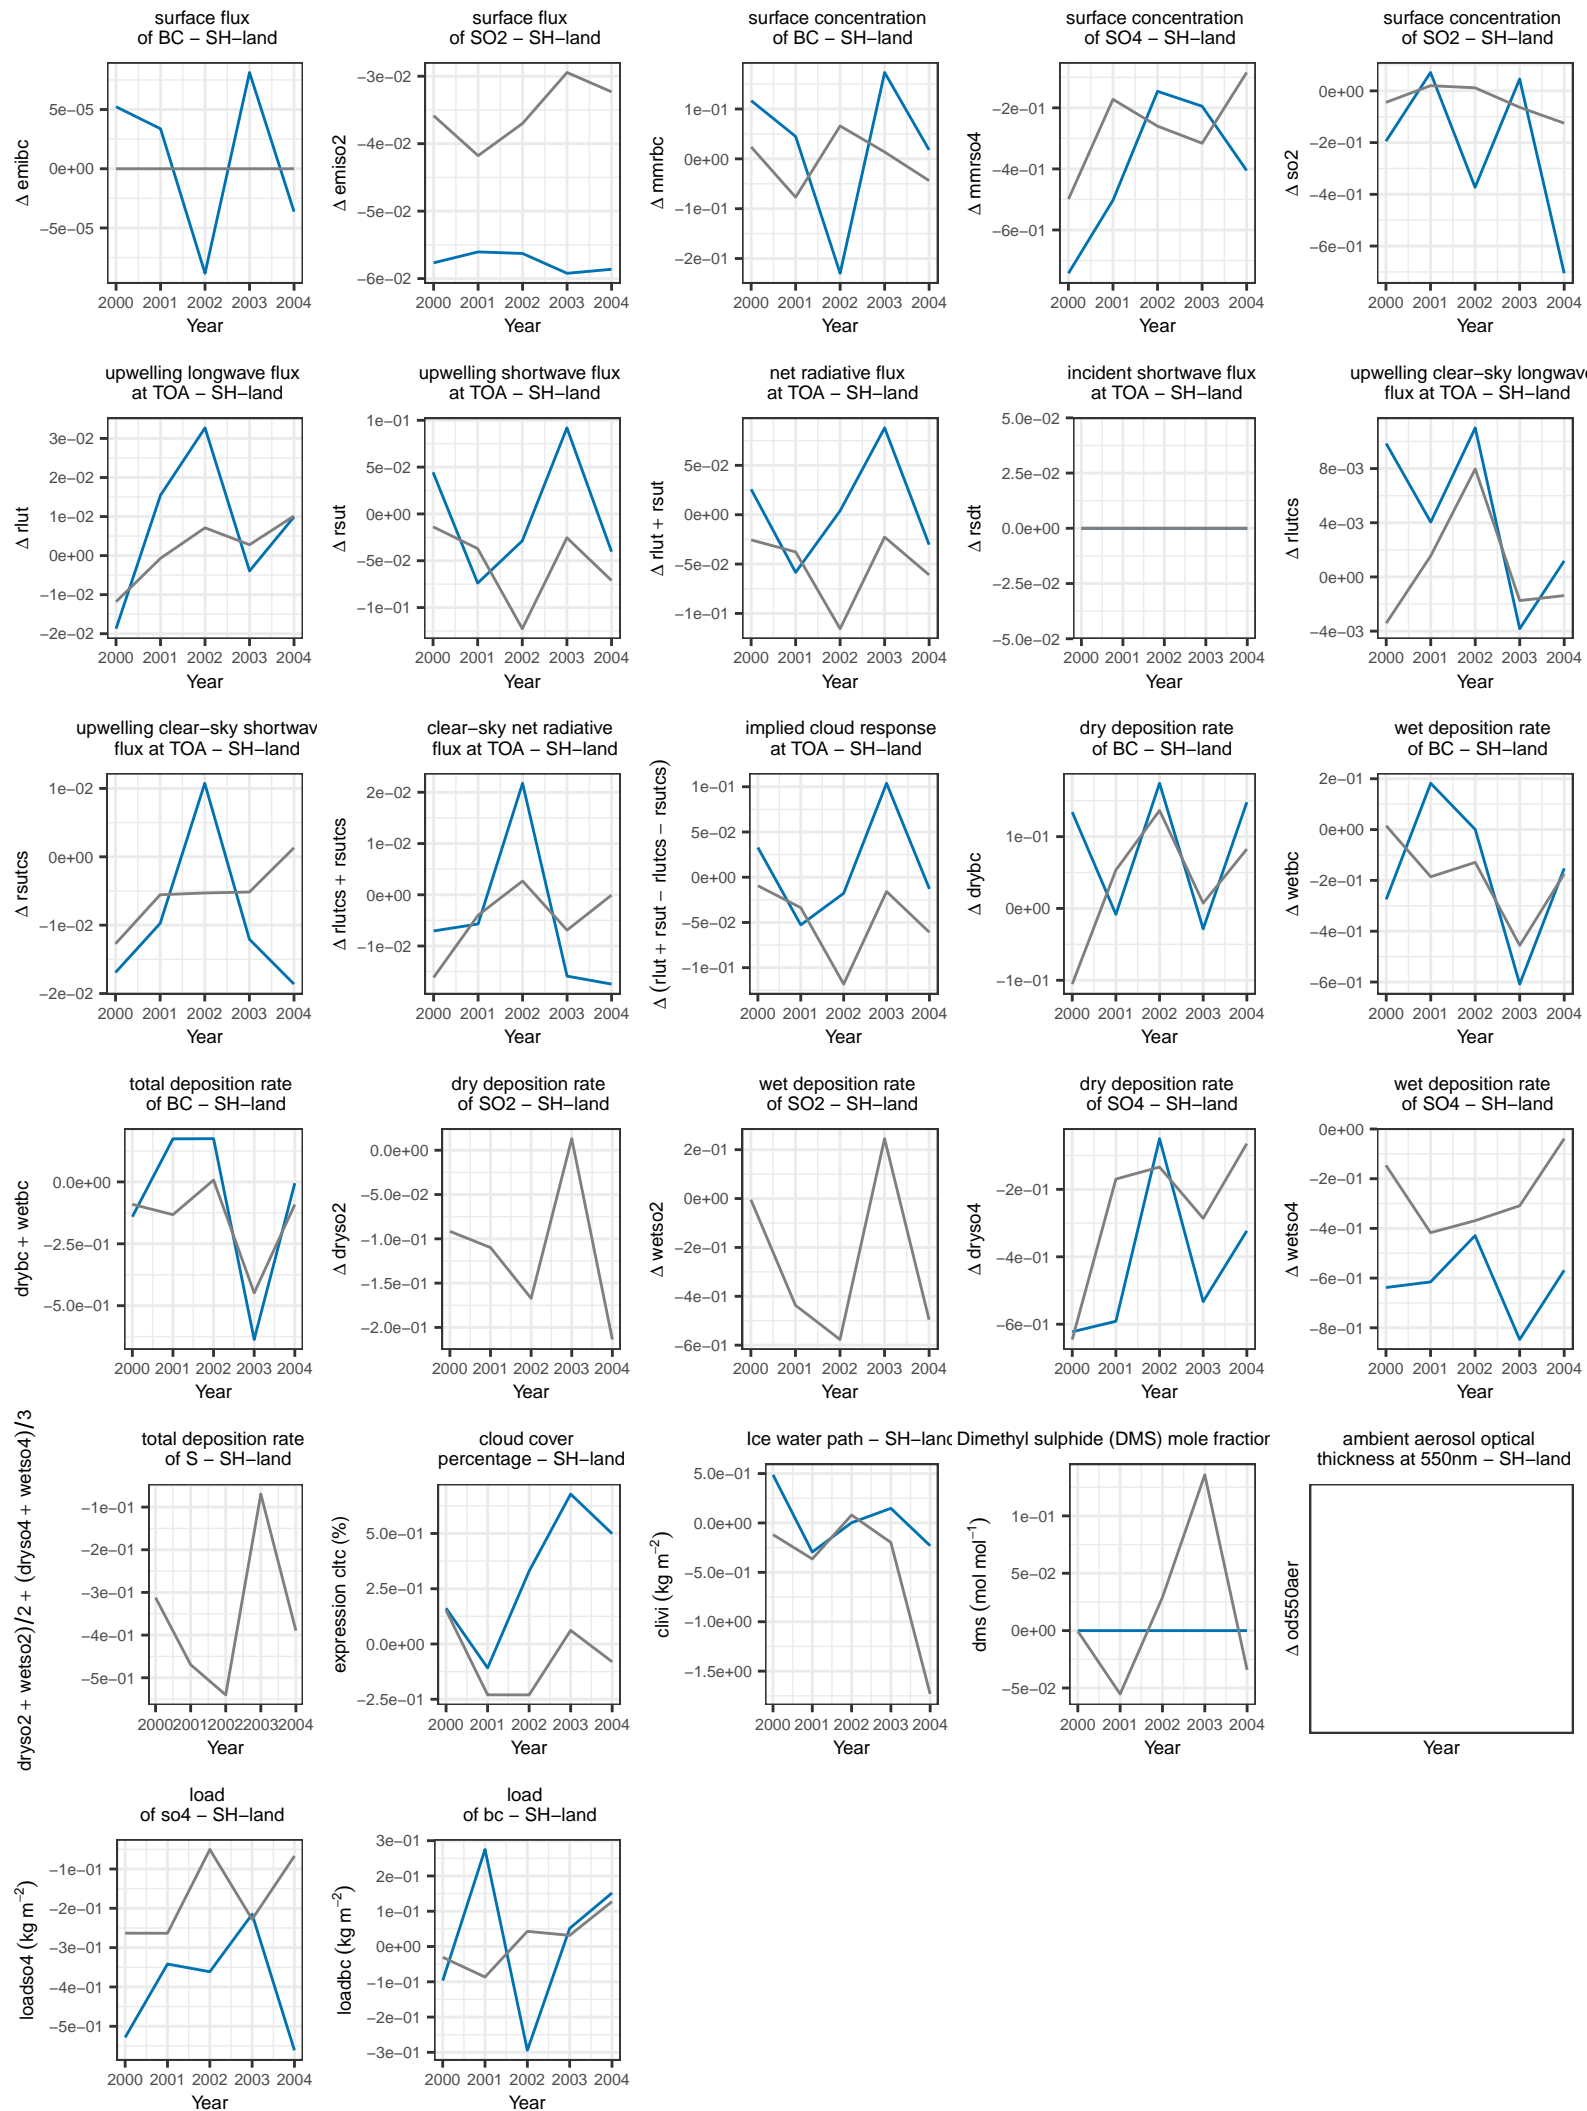 surface flux
of BC − SH−land
Δ emibc
5e−05
0e+00
−5e−05
2000 2001 2002 2003 2004
Year
surface flux
of SO2 − SH−land
Δ emiso2
−3e−02
−4e−02
−5e−02
−6e−02
2000 2001 2002 2003 2004
Year
surface concentration
of BC − SH−land
Δ mmrbc
1e−01
0e+00
−1e−01
−2e−01
2000 2001 2002 2003 2004
Year
surface concentration
of SO4 − SH−land
Δ mmrso4
−2e−01
−4e−01
−6e−01
2000 2001 2002 2003 2004
Year
surface concentration
of SO2 − SH−land
Δ so2
0e+00
−2e−01
−4e−01
−6e−01
2000 2001 2002 2003 2004
Year
upwelling longwave flux
at TOA − SH−land
Δ rlut
3e−02
2e−02
1e−02
0e+00
−1e−02
−2e−02
2000 2001 2002 2003 2004
Year
upwelling shortwave flux
at TOA − SH−land
Δ rsut
1e−01
5e−02
0e+00
−5e−02
−1e−01
2000 2001 2002 2003 2004
Year
net radiative flux
at TOA − SH−land
Δ rlut + rsut
5e−02
0e+00
−5e−02
−1e−01
2000 2001 2002 2003 2004
Year
incident shortwave flux
at TOA − SH−land
Δ rsdt
5.0e−02
2.5e−02
0.0e+00
−2.5e−02
−5.0e−02
2000 2001 2002 2003 2004
Year
upwelling clear−sky longwave
flux at TOA − SH−land
Δ rlutcs
8e−03
4e−03
0e+00
−4e−03
2000 2001 2002 2003 2004
Year
upwelling clear−sky shortwav
flux at TOA − SH−land
Δ rsutcs
1e−02
0e+00
−1e−02
−2e−02
2000 2001 2002 2003 2004
Year
clear−sky net radiative
flux at TOA − SH−land
Δ rlutcs + rsutcs
2e−02
1e−02
0e+00
−1e−02
2000 2001 2002 2003 2004
Year
implied cloud response
at TOA − SH−land
Δ (rlut + rsut − rlutcs − rsutcs)
1e−01
5e−02
0e+00
−5e−02
−1e−01
2000 2001 2002 2003 2004
Year
dry deposition rate
of BC − SH−land
Δ drybc
1e−01
0e+00
−1e−01
2000 2001 2002 2003 2004
Year
wet deposition rate
of BC − SH−land
Δ wetbc
2e−01
0e+00
−2e−01
−4e−01
−6e−01
2000 2001 2002 2003 2004
Year
total deposition rate
of BC − SH−land
drybc + wetbc
0.0e+00
−2.5e−01
−5.0e−01
2000 2001 2002 2003 2004
Year
dry deposition rate
of SO2 − SH−land
Δ dryso2
0.0e+00
−5.0e−02
−1.0e−01
−1.5e−01
−2.0e−01
2000 2001 2002 2003 2004
Year
wet deposition rate
of SO2 − SH−land
Δ wetso2
2e−01
0e+00
−2e−01
−4e−01
−6e−01
2000 2001 2002 2003 2004
Year
dry deposition rate
of SO4 − SH−land
Δ dryso4
−2e−01
−4e−01
−6e−01
2000 2001 2002 2003 2004
Year
wet deposition rate
of SO4 − SH−land
Δ wetso4
0e+00
−2e−01
−4e−01
−6e−01
−8e−01
2000 2001 2002 2003 2004
Year
total deposition rate
of S − SH−land
dryso2 + wetso2)/2 + (dryso4 + wetso4)/3
−1e−01
−2e−01
−3e−01
−4e−01
−5e−01
2000 2001 2002 2003 2004
Year
cloud cover
percentage − SH−land
expression cltc (%)
5.0e−01
2.5e−01
0.0e+00
−2.5e−01
2000 2001 2002 2003 2004
Year
Ice water path − SH−land
clivi (kg m−2)
5.0e−01
0.0e+00
−5.0e−01
−1.0e+00
−1.5e+00
2000 2001 2002 2003 2004
Year
Dimethyl sulphide (DMS) mole fraction
dms (mol mol−1)
1e−01
5e−02
0e+00
−5e−02
2000 2001 2002 2003 2004
Year
ambient aerosol optical
thickness at 550nm − SH−land
Δ od550aer
Year
load
of so4 − SH−land
loadso4 (kg m−2)
−1e−01
−2e−01
−3e−01
−4e−01
−5e−01
2000 2001 2002 2003 2004
Year
load
of bc − SH−land
loadbc (kg m−2)
3e−01
2e−01
1e−01
0e+00
−1e−01
−2e−01
−3e−01
2000 2001 2002 2003 2004
Year